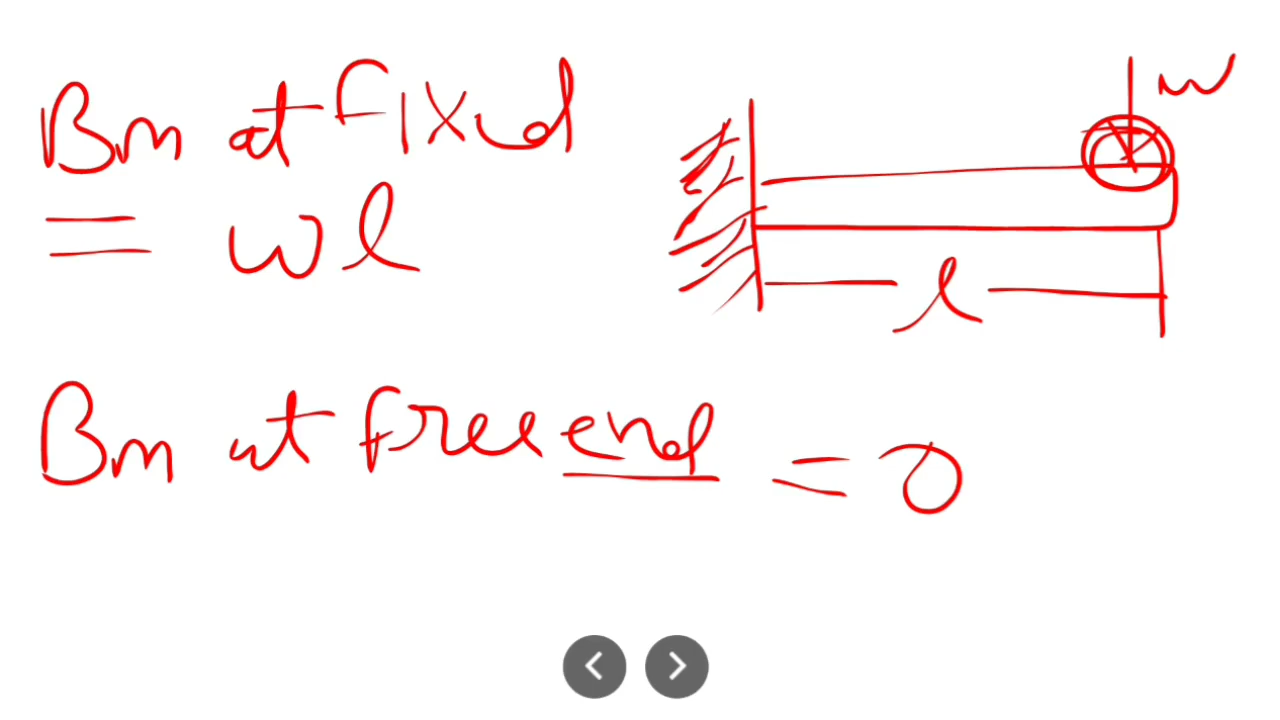 Bm at Fixed
= wl
w
l
Bm at free end = 0